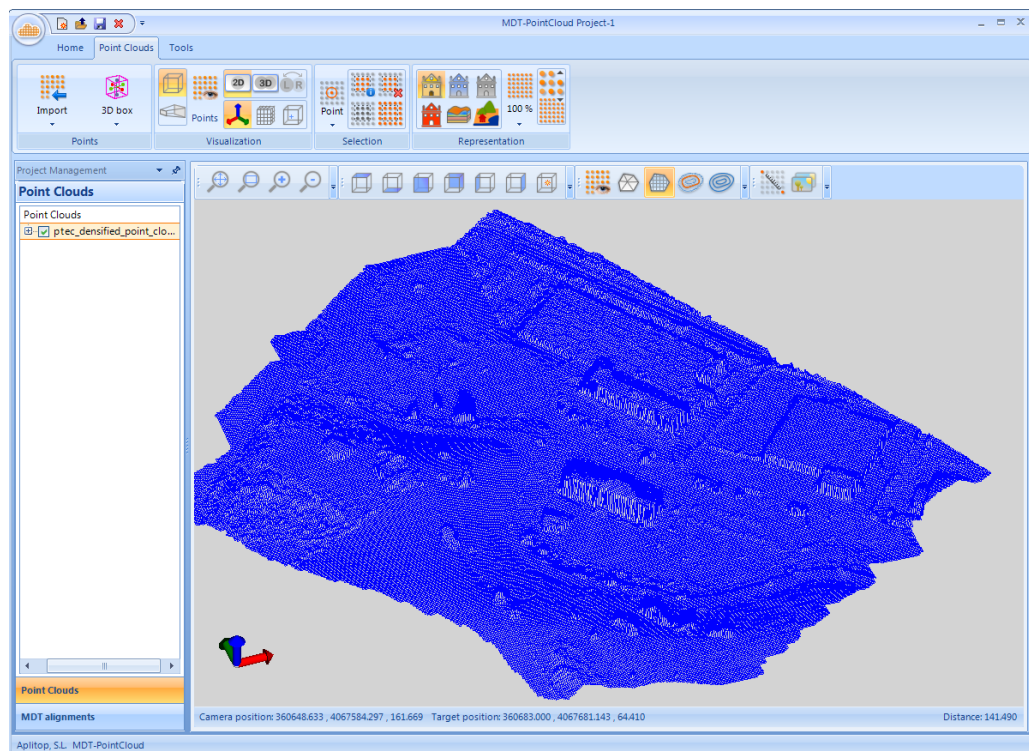 MDT-PointCloud Project-1
Home Point Clouds Tools
Import
3D box
Points
2D 3D L R
Points
Visualization
Point
Selection
100 %
Representation
Project Management
Point Clouds
Point Clouds
ptec_densified_point_clo...
Point Clouds
MDT alignments
Camera position: 360648.633 , 4067584.297 , 161.669 Target position: 360683.000 , 4067681.143 , 64.410 Distance: 141.490
Aplitop, S.L. MDT-PointCloud